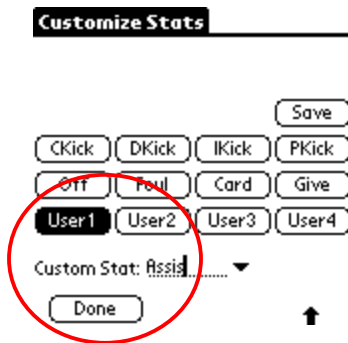 Customize Stats
Save
CKick DKick IKick PKick
Off Foul Card Give
User1 User2 User3 User4
Custom Stat: Assis
Done